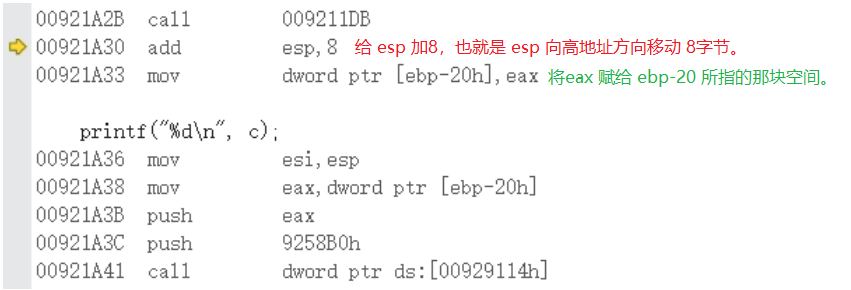 00921A2B call 009211DB
00921A30 add esp,8 给 esp 加8，也就是 esp 向高地址方向移动 8字节。
00921A33 mov dword ptr [ebp-20h],eax 将eax 赋给 ebp-20 所指的那块空间。
printf("%d\n", c);
00921A36 mov esi,esp
00921A38 mov eax,dword ptr [ebp-20h]
00921A3B push eax
00921A3C push 9258B0h
00921A41 call dword ptr ds:[00929114h]